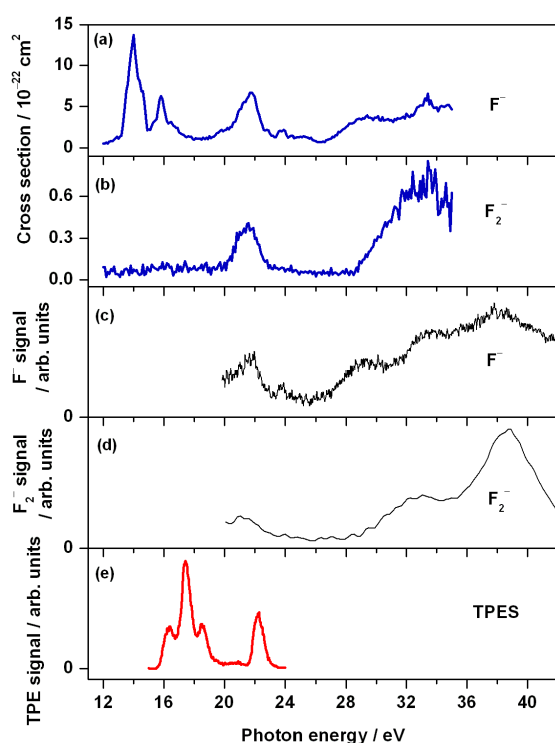 (a)
15
10
5
0
F⁻
Cross section / 10⁻²² cm²
(b)
0.6
0.3
0.0
F₂⁻
(c)
F⁻ signal
/ arb. units
0
F⁻
(d)
F₂⁻ signal
/ arb. units
0
F₂⁻
(e)
TPE signal / arb. units
0
TPES
12 16 20 24 28 32 36 40
Photon energy / eV